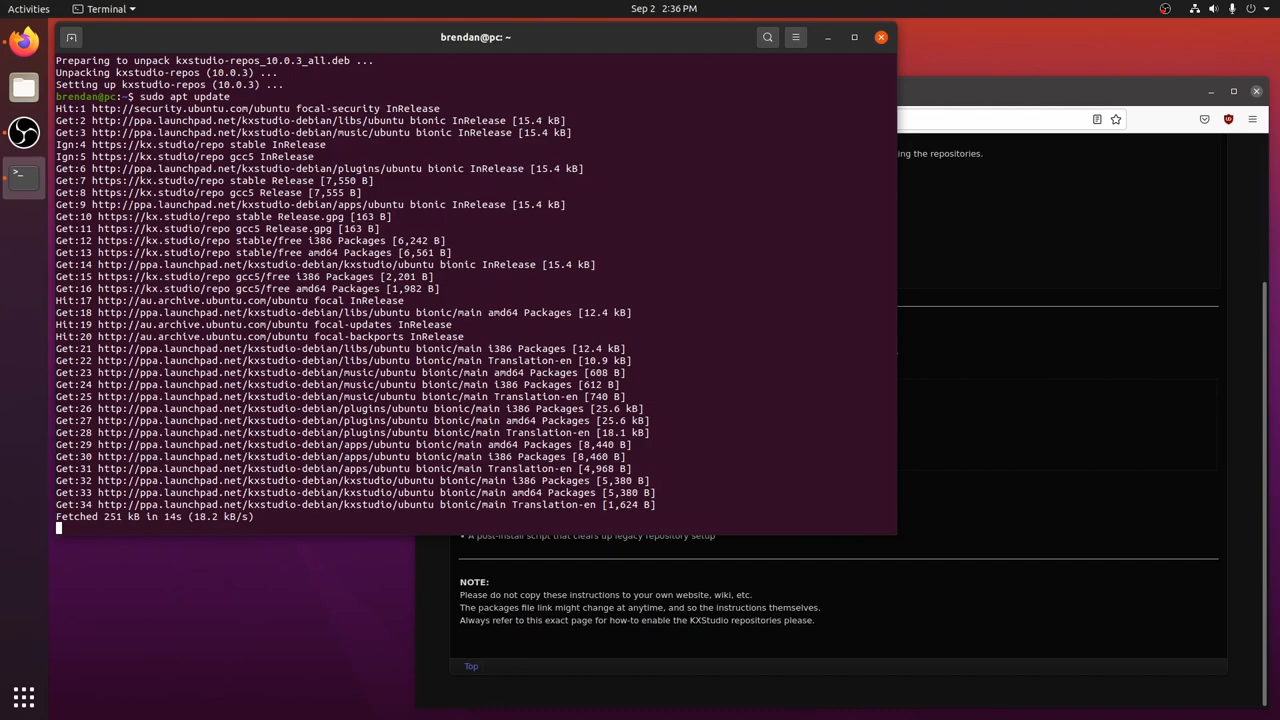 Activities
Terminal
Sep 2 2:36 PM
brendan@pc: ~
Preparing to unpack kxstudio-repos_10.0.3_all.deb ...
Unpacking kxstudio-repos (10.0.3) ...
Setting up kxstudio-repos (10.0.3) ...
brendan@pc:~$ sudo apt update
Hit:1 http://security.ubuntu.com/ubuntu focal-security InRelease
Get:2 http://ppa.launchpad.net/kxstudio-debian/libs/ubuntu bionic InRelease [15.4 kB]
Get:3 http://ppa.launchpad.net/kxstudio-debian/music/ubuntu bionic InRelease [15.4 kB]
Ign:4 https://kx.studio/repo stable InRelease
Ign:5 https://kx.studio/repo gcc5 InRelease
Get:6 http://ppa.launchpad.net/kxstudio-debian/plugins/ubuntu bionic InRelease [15.4 kB]
Get:7 https://kx.studio/repo stable Release [7,550 B]
Get:8 https://kx.studio/repo gcc5 Release [7,555 B]
Get:9 http://ppa.launchpad.net/kxstudio-debian/apps/ubuntu bionic InRelease [15.4 kB]
Get:10 https://kx.studio/repo stable Release.gpg [163 B]
Get:11 https://kx.studio/repo gcc5 Release.gpg [163 B]
Get:12 https://kx.studio/repo stable/free i386 Packages [6,242 B]
Get:13 https://kx.studio/repo stable/free amd64 Packages [6,561 B]
Get:14 http://ppa.launchpad.net/kxstudio-debian/kxstudio/ubuntu bionic InRelease [15.4 kB]
Get:15 https://kx.studio/repo gcc5/free i386 Packages [2,201 B]
Get:16 https://kx.studio/repo gcc5/free amd64 Packages [1,982 B]
Hit:17 http://au.archive.ubuntu.com/ubuntu focal InRelease
Get:18 http://ppa.launchpad.net/kxstudio-debian/libs/ubuntu bionic/main amd64 Packages [12.4 kB]
Hit:19 http://au.archive.ubuntu.com/ubuntu focal-updates InRelease
Hit:20 http://au.archive.ubuntu.com/ubuntu focal-backports InRelease
Get:21 http://ppa.launchpad.net/kxstudio-debian/libs/ubuntu bionic/main i386 Packages [12.4 kB]
Get:22 http://ppa.launchpad.net/kxstudio-debian/libs/ubuntu bionic/main Translation-en [10.9 kB]
Get:23 http://ppa.launchpad.net/kxstudio-debian/music/ubuntu bionic/main amd64 Packages [608 B]
Get:24 http://ppa.launchpad.net/kxstudio-debian/music/ubuntu bionic/main i386 Packages [612 B]
Get:25 http://ppa.launchpad.net/kxstudio-debian/music/ubuntu bionic/main Translation-en [740 B]
Get:26 http://ppa.launchpad.net/kxstudio-debian/plugins/ubuntu bionic/main i386 Packages [25.6 kB]
Get:27 http://ppa.launchpad.net/kxstudio-debian/plugins/ubuntu bionic/main amd64 Packages [25.6 kB]
Get:28 http://ppa.launchpad.net/kxstudio-debian/plugins/ubuntu bionic/main Translation-en [18.1 kB]
Get:29 http://ppa.launchpad.net/kxstudio-debian/apps/ubuntu bionic/main amd64 Packages [8,440 B]
Get:30 http://ppa.launchpad.net/kxstudio-debian/apps/ubuntu bionic/main i386 Packages [8,460 B]
Get:31 http://ppa.launchpad.net/kxstudio-debian/apps/ubuntu bionic/main Translation-en [4,968 B]
Get:32 http://ppa.launchpad.net/kxstudio-debian/kxstudio/ubuntu bionic/main i386 Packages [5,380 B]
Get:33 http://ppa.launchpad.net/kxstudio-debian/kxstudio/ubuntu bionic/main amd64 Packages [5,380 B]
Get:34 http://ppa.launchpad.net/kxstudio-debian/kxstudio/ubuntu bionic/main Translation-en [1,624 B]
Fetched 251 kB in 14s (18.2 kB/s)
ing the repositories.
• A post-install script that clears up legacy repository setup
NOTE:
Please do not copy these instructions to your own website, wiki, etc.
The packages file link might change at anytime, and so the instructions themselves.
Always refer to this exact page for how-to enable the KXStudio repositories please.
Top